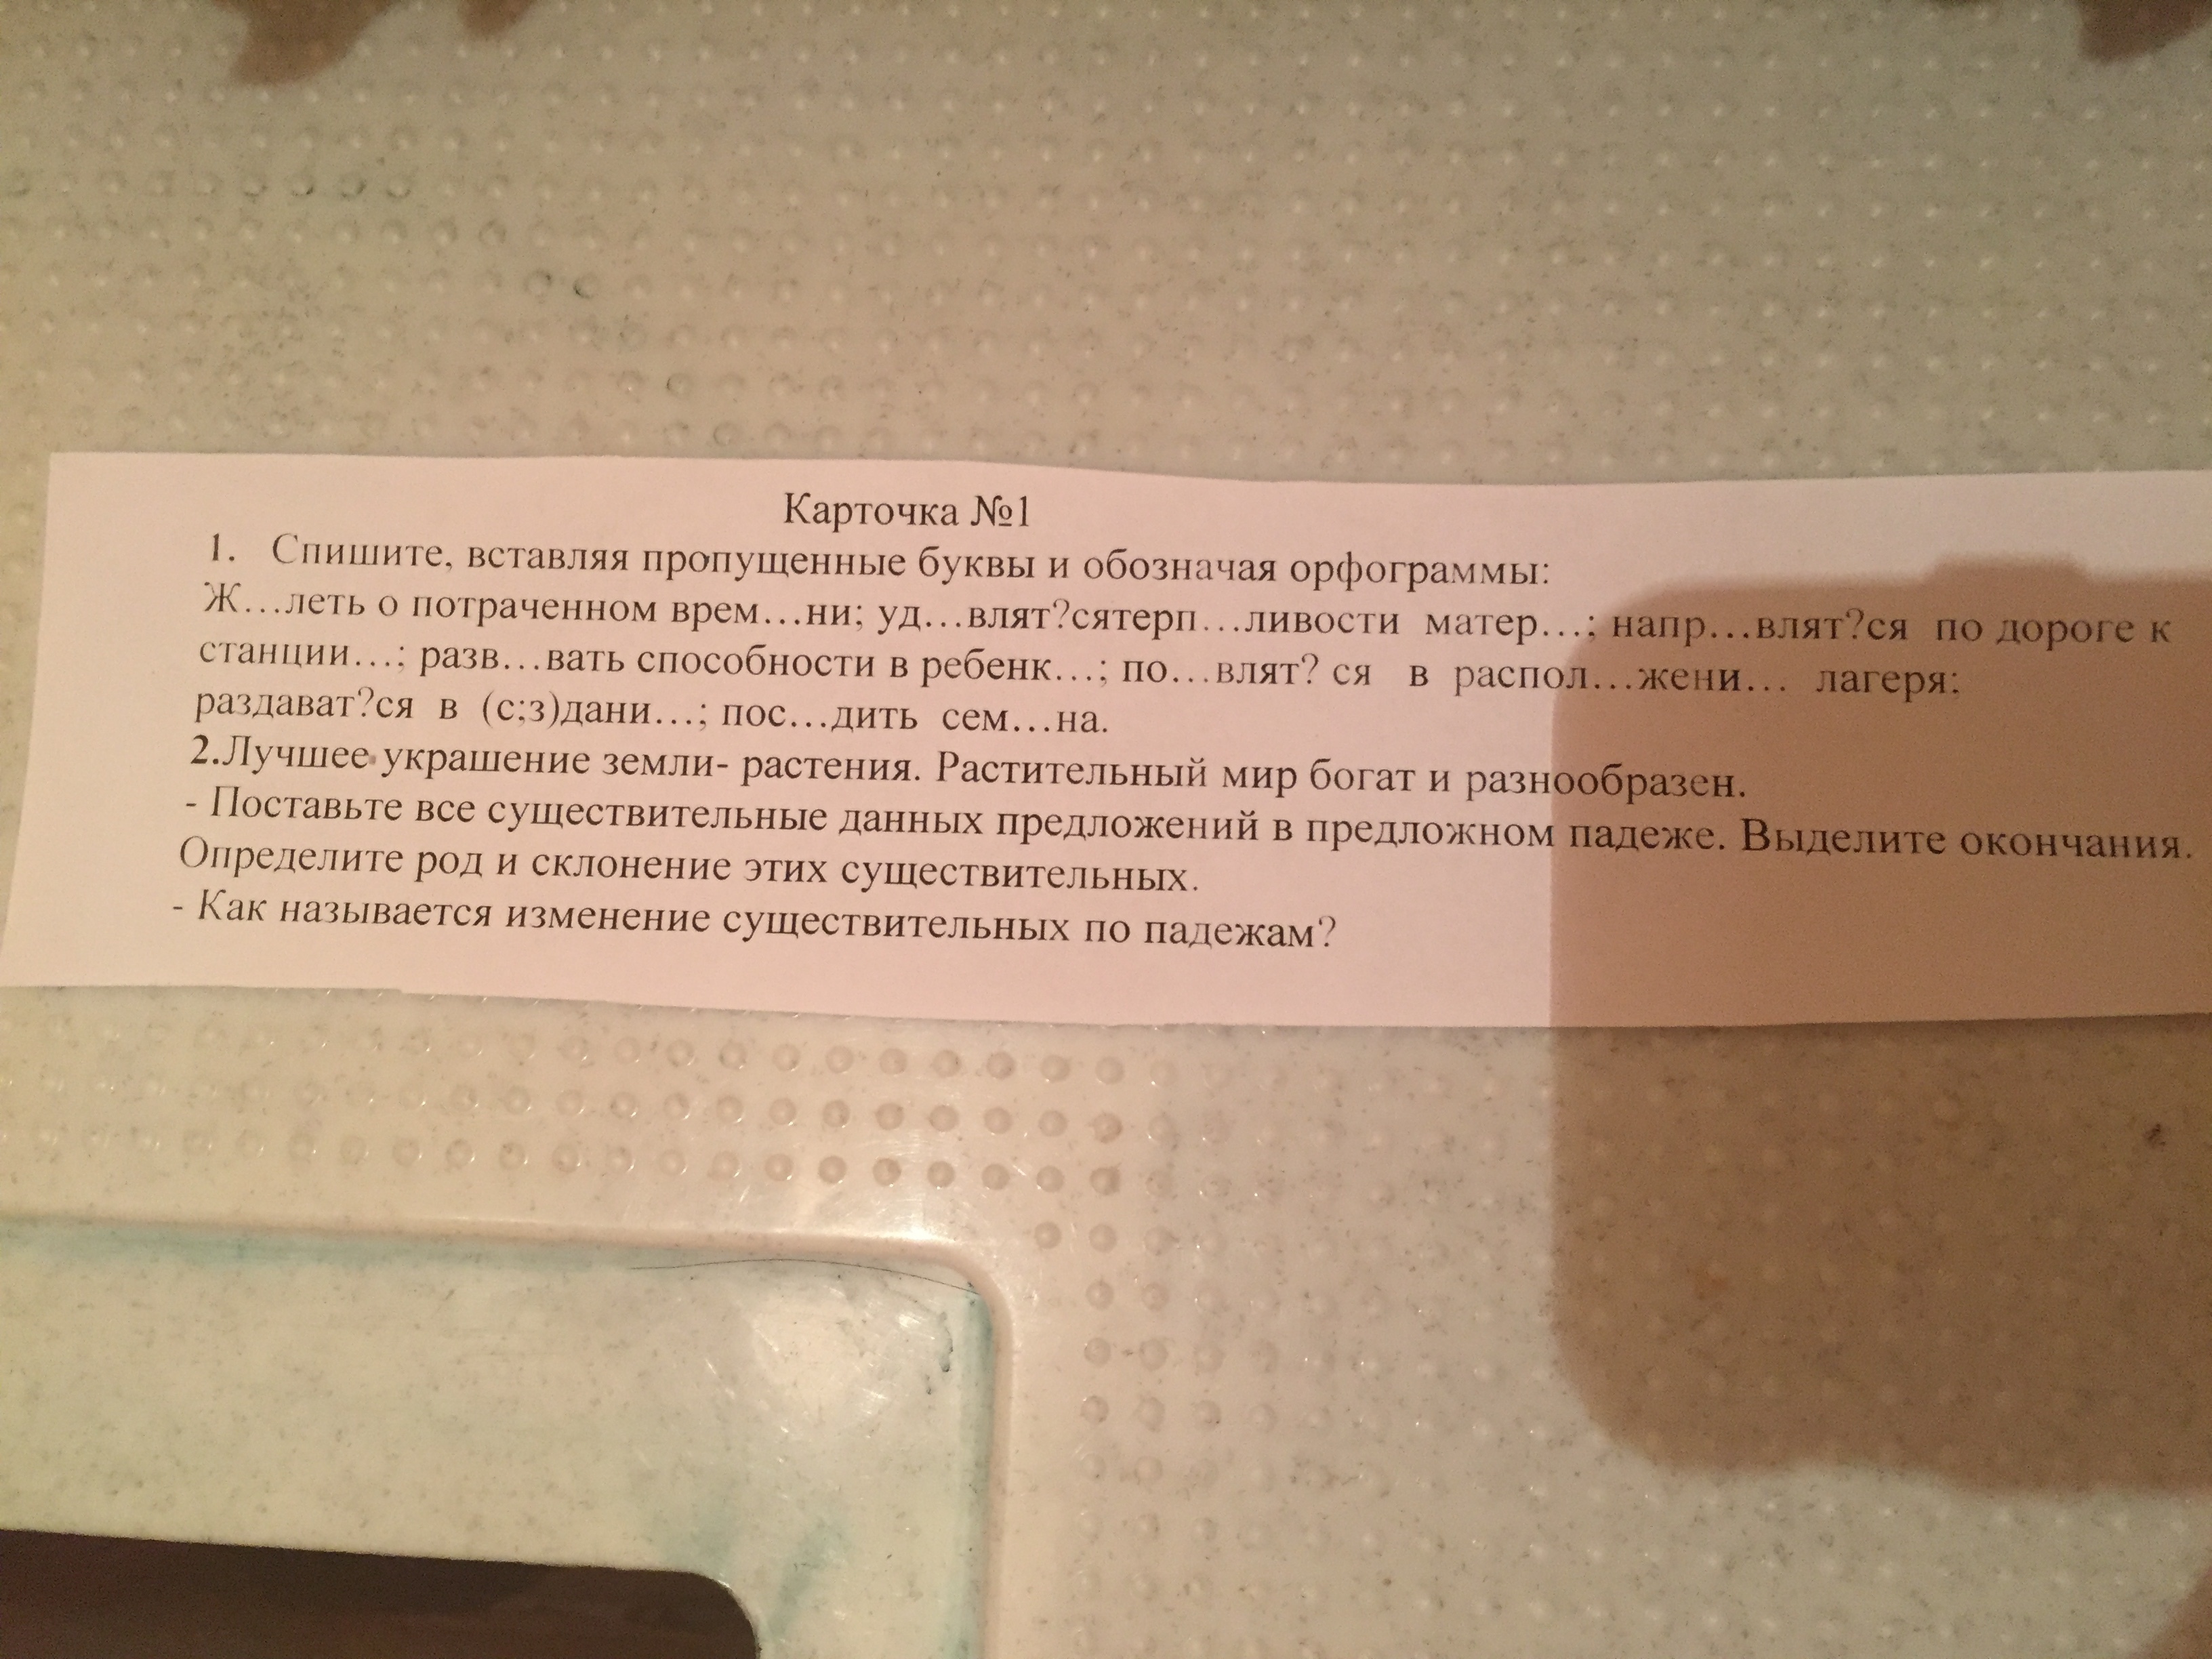 Карточка №1
1. Спишите, вставляя пропущенные буквы и обозначая орфограммы:
Ж…леть о потраченном врем…ни; уд…влят?сятерп…ливости матер…; напр…влят?ся по дороге к
станции…; разв…вать способности в ребенк…; по…влят? ся в распол…жени… лагеря:
раздават?ся в (с;з)дани…; пос…дить сем…на.
2.Лучшее украшение земли- растения. Растительный мир богат и разнообразен.
- Поставьте все существительные данных предложений в предложном падеже. Выделите окончания.
Определите род и склонение этих существительных.
- Как называется изменение существительных по падежам?